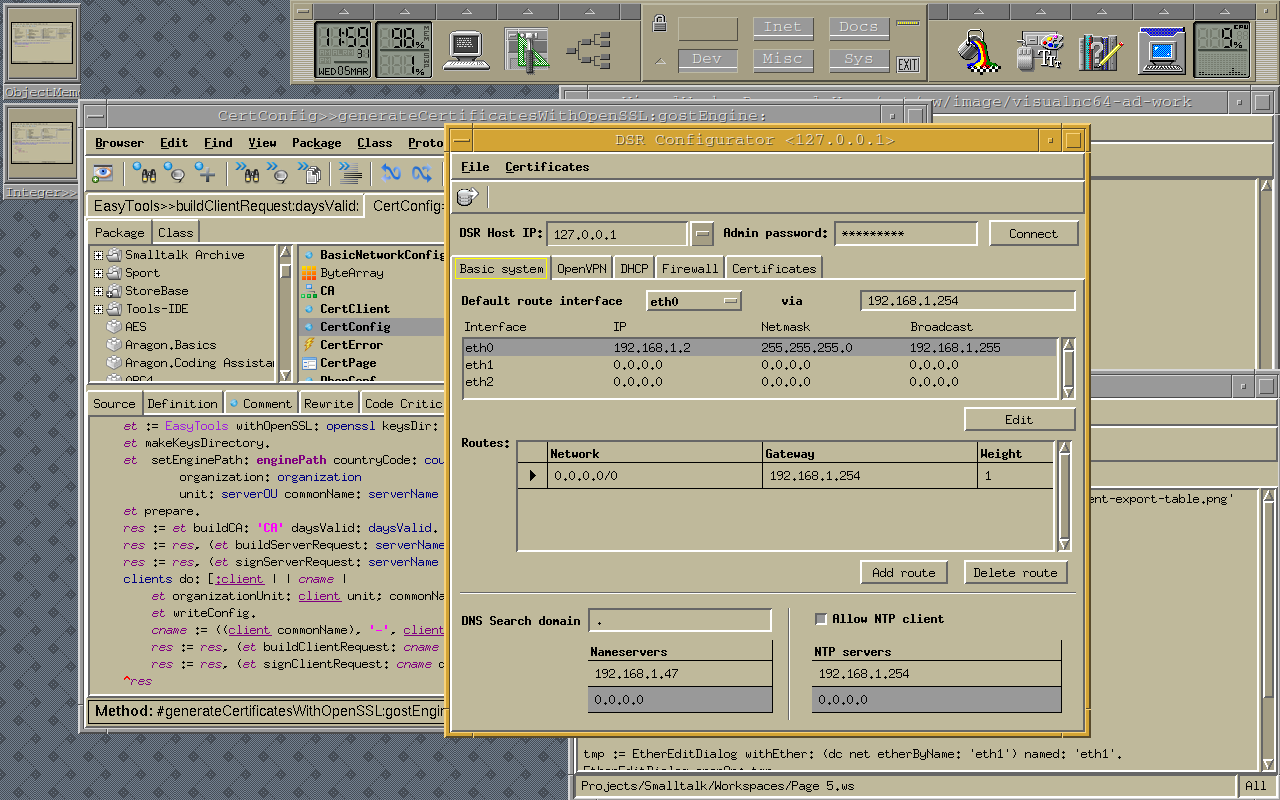 11:59
ALARM
31
WED05MAR
98%
1%
MEM
Inet
Docs
Dev
Misc
Sys
EXIT
CPU
9%
ObjectMem
Integer>>
/image/visualnc64-ad-work
CertConfig>>generateCertificatesWithOpenSSL:gostEngine:
Browser Edit Find View Package Class Proto
EasyTools>>buildClientRequest:daysValid:
CertConfig>
Package Class
Smalltalk Archive
Sport
StoreBase
Tools-IDE
AES
Aragon.Basics
Aragon.Coding Assistan
ARC4
BasicNetworkConfig
ByteArray
CA
CertClient
CertConfig
CertError
CertPage
DhcpConf
Source Definition Comment Rewrite Code Critic
et := EasyTools withOpenSSL: openssl keysDir:
et makeKeysDirectory.
et setEnginePath: enginePath countryCode: cou
organization: organization
unit: serverOU commonName: serverName
et prepare.
res := et buildCA: 'CA' daysValid: daysValid.
res := res, (et buildServerRequest: serverName
res := res, (et signServerRequest: serverName
clients do: [:client | | cname |
et organizationUnit: client unit; commonNa
et writeConfig.
cname := ((client commonName), '-', client
res := res, (et buildClientRequest: cname
res := res, (et signClientRequest: cname d
^res
Method: #generateCertificatesWithOpenSSL:gostEngin
DSR Configurator <127.0.0.1>
File Certificates
DSR Host IP: 127.0.0.1 Admin password: ********* Connect
Basic system OpenVPN DHCP Firewall Certificates
Default route interface eth0 via 192.168.1.254
Interface IP Netmask Broadcast
eth0 192.168.1.2 255.255.255.0 192.168.1.255
eth1 0.0.0.0 0.0.0.0 0.0.0.0
eth2 0.0.0.0 0.0.0.0 0.0.0.0
Edit
Routes:
Network Gateway Weight
0.0.0.0/0 192.168.1.254 1
Add route Delete route
DNS Search domain .
Allow NTP client
Nameservers
192.168.1.47
0.0.0.0
NTP servers
192.168.1.254
0.0.0.0
ent-export-table.png'
tmp := EtherEditDialog withEther: (dc net etherByName: 'eth1') named: 'eth1'.
EtherEditDialog openOn: tmp
Projects/Smalltalk/Workspaces/Page 5.ws
All